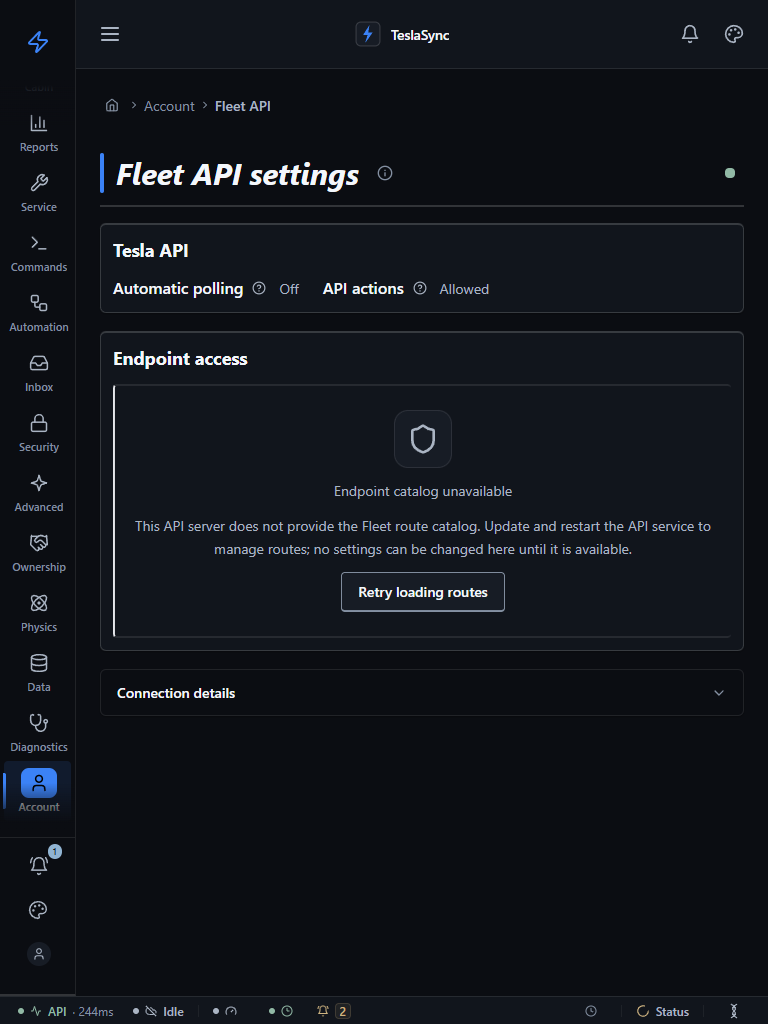 TeslaSync
Account
Fleet API
Reports
Service
Commands
Automation
Inbox
Security
Advanced
Ownership
Physics
Data
Diagnostics
Account
1
Fleet API settings
Tesla API
Automatic polling Off API actions Allowed
Endpoint access
Endpoint catalog unavailable
This API server does not provide the Fleet route catalog. Update and restart the API service to
manage routes; no settings can be changed here until it is available.
Retry loading routes
Connection details
API · 244ms Idle 2 Status